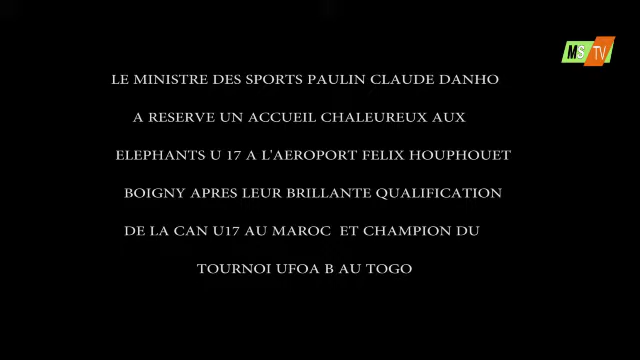 MS TV
LE MINISTRE DES SPORTS PAULIN CLAUDE DANHO
A RESERVE UN ACCUEIL CHALEUREUX AUX
ELEPHANTS U 17 A L'AEROPORT FELIX HOUPHOUET
BOIGNY APRES LEUR BRILLANTE QUALIFICATION
DE LA CAN U17 AU MAROC ET CHAMPION DU
TOURNOI UFOA B AU TOGO